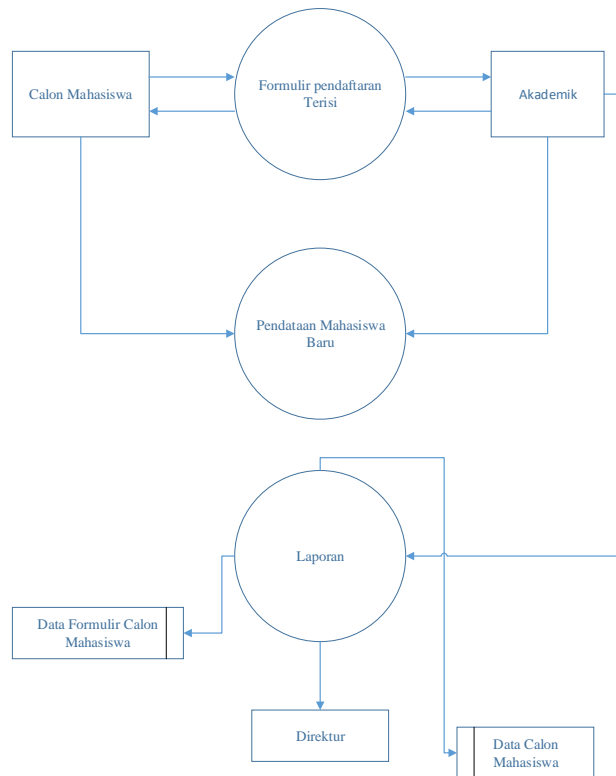 Calon Mahasiswa
Formulir pendaftaran
Terisi
Akademik
Pendataan Mahasiswa
Baru
Laporan
Data Formulir Calon
Mahasiswa
Direktur
Data Calon
Mahasiswa